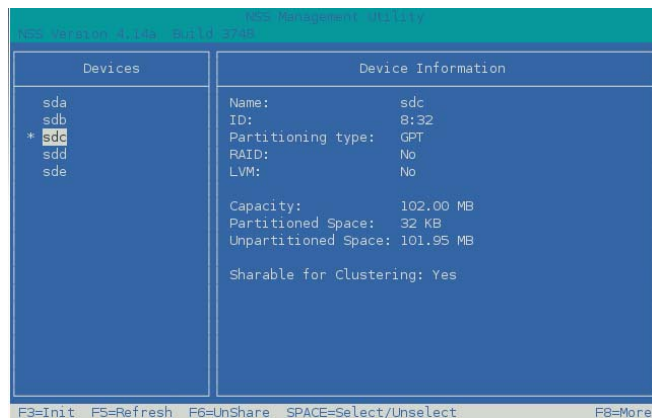 NSS Management Utility
NSS Version 4.14a Build 3748
Devices
sda
sdb
* sdc
sdd
sde
Device Information
Name: sdc
ID: 8:32
Partitioning type: GPT
RAID: No
LVM: No
Capacity: 102.00 MB
Partitioned Space: 32 KB
Unpartitioned Space: 101.95 MB
Sharable for Clustering: Yes
F3=Init F5=Refresh F6=UnShare SPACE=Select/Unselect F8=More